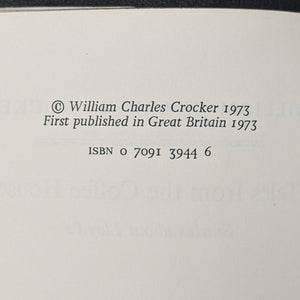 © William Charles Crocker 1973
First published in Great Britain 1973
ISBN 0 7091 3944 6